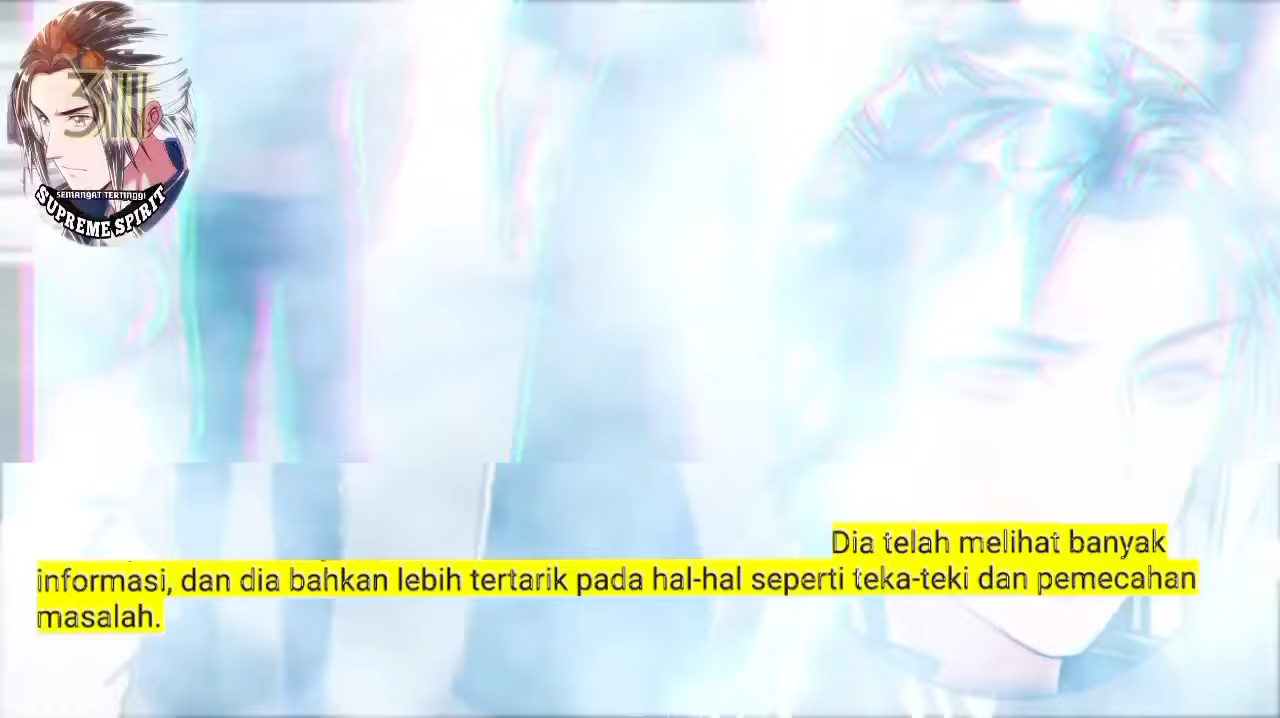 SEMANGAT TERTINGGI
SUPREME SPIRIT
Dia telah melihat banyak
informasi, dan dia bahkan lebih tertarik pada hal-hal seperti teka-teki dan pemecahan
masalah.